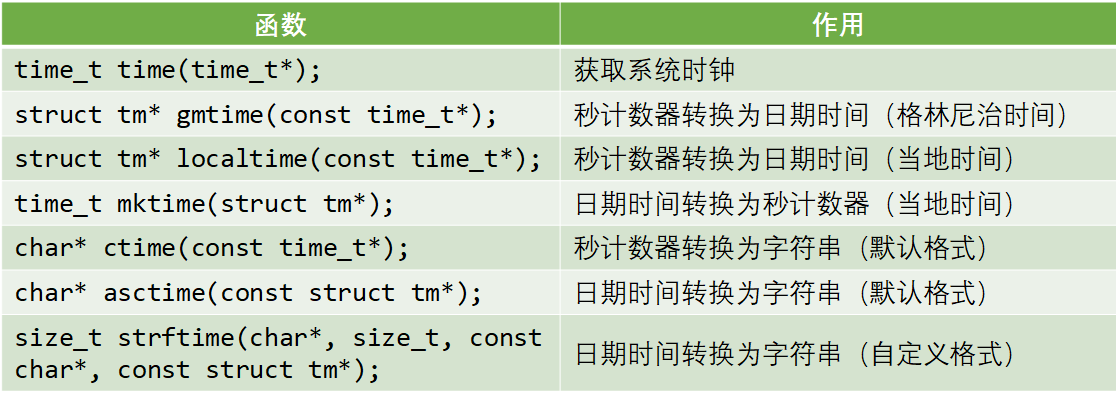 函数 作用
time_t time(time_t*); 获取系统时钟
struct tm* gmtime(const time_t*); 秒计数器转换为日期时间（格林尼治时间）
struct tm* localtime(const time_t*); 秒计数器转换为日期时间（当地时间）
time_t mktime(struct tm*); 日期时间转换为秒计数器（当地时间）
char* ctime(const time_t*); 秒计数器转换为字符串（默认格式）
char* asctime(const struct tm*); 日期时间转换为字符串（默认格式）
size_t strftime(char*, size_t, const
char*, const struct tm*); 日期时间转换为字符串（自定义格式）